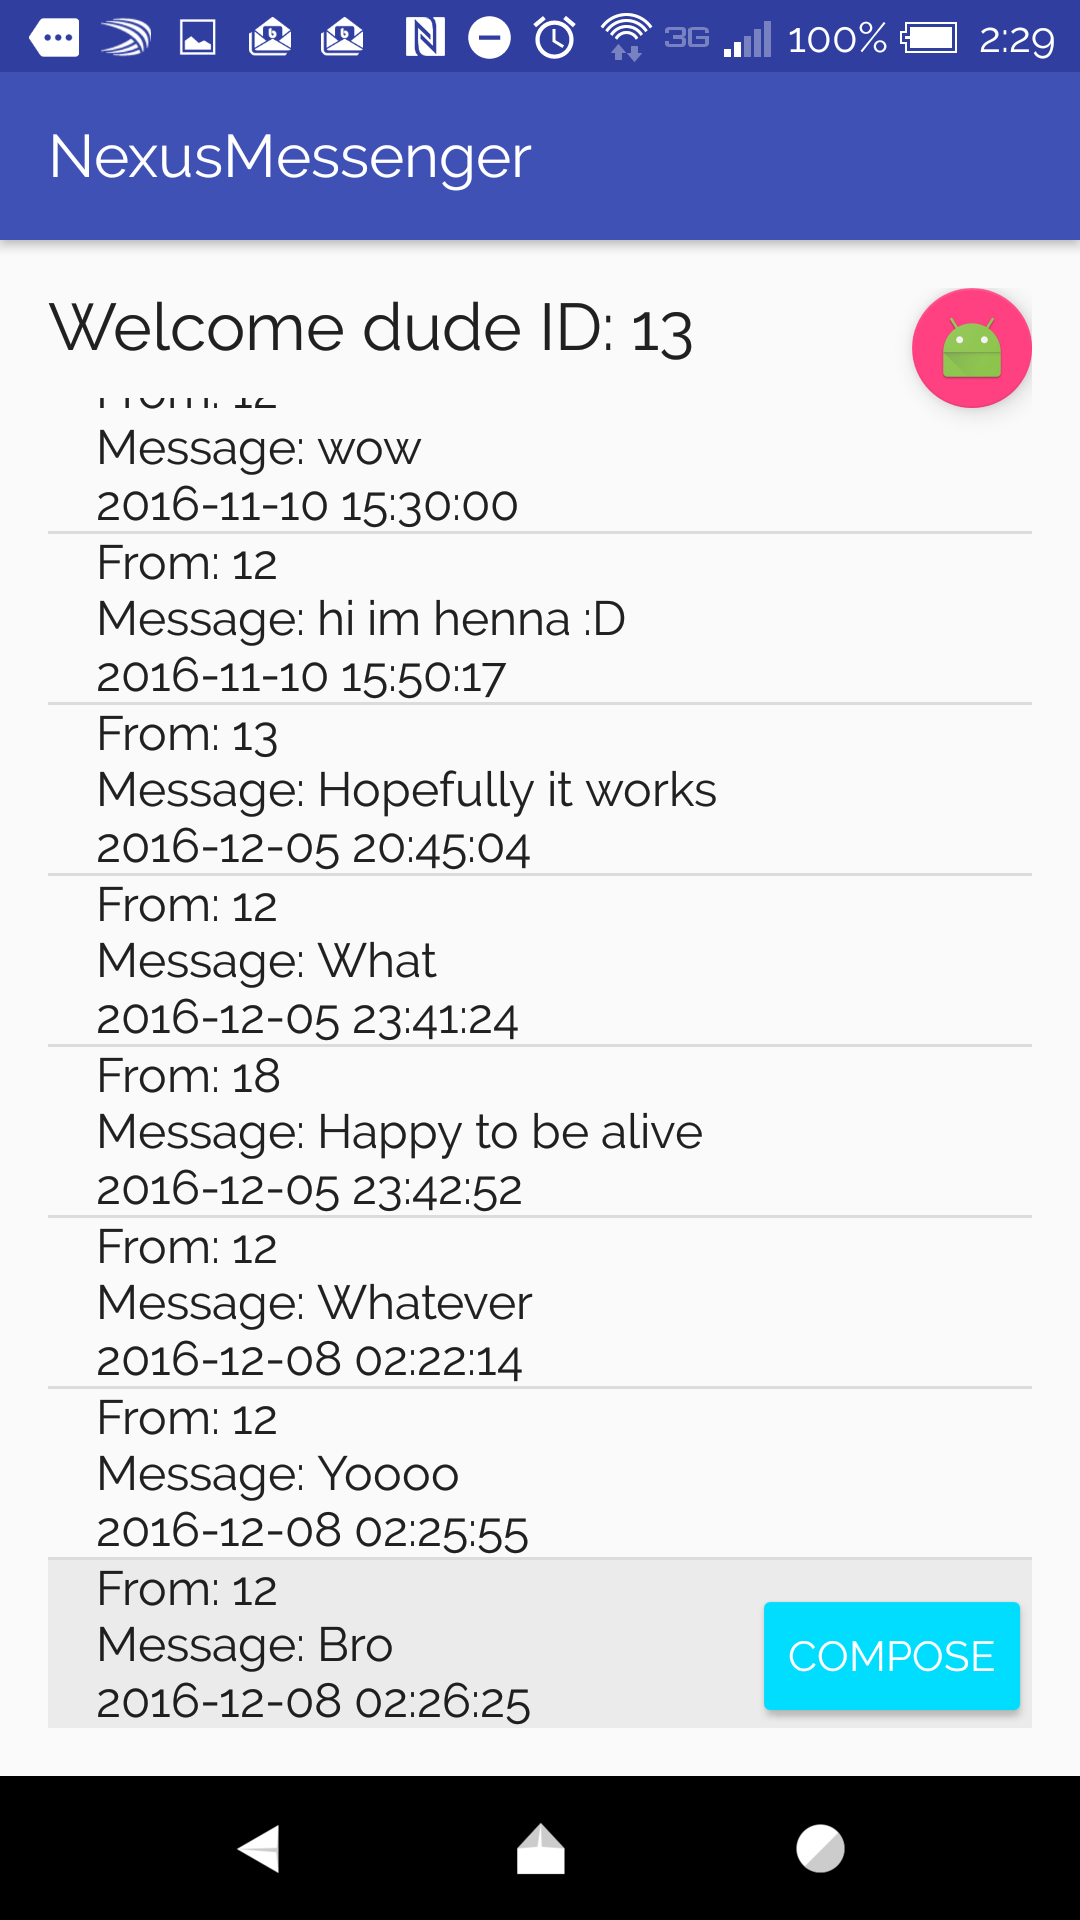 3G 100% 2:29
NexusMessenger
Welcome dude ID: 13
From: 12
Message: wow
2016-11-10 15:30:00
From: 12
Message: hi im henna :D
2016-11-10 15:50:17
From: 13
Message: Hopefully it works
2016-12-05 20:45:04
From: 12
Message: What
2016-12-05 23:41:24
From: 18
Message: Happy to be alive
2016-12-05 23:42:52
From: 12
Message: Whatever
2016-12-08 02:22:14
From: 12
Message: Yoooo
2016-12-08 02:25:55
From: 12
Message: Bro
2016-12-08 02:26:25
COMPOSE